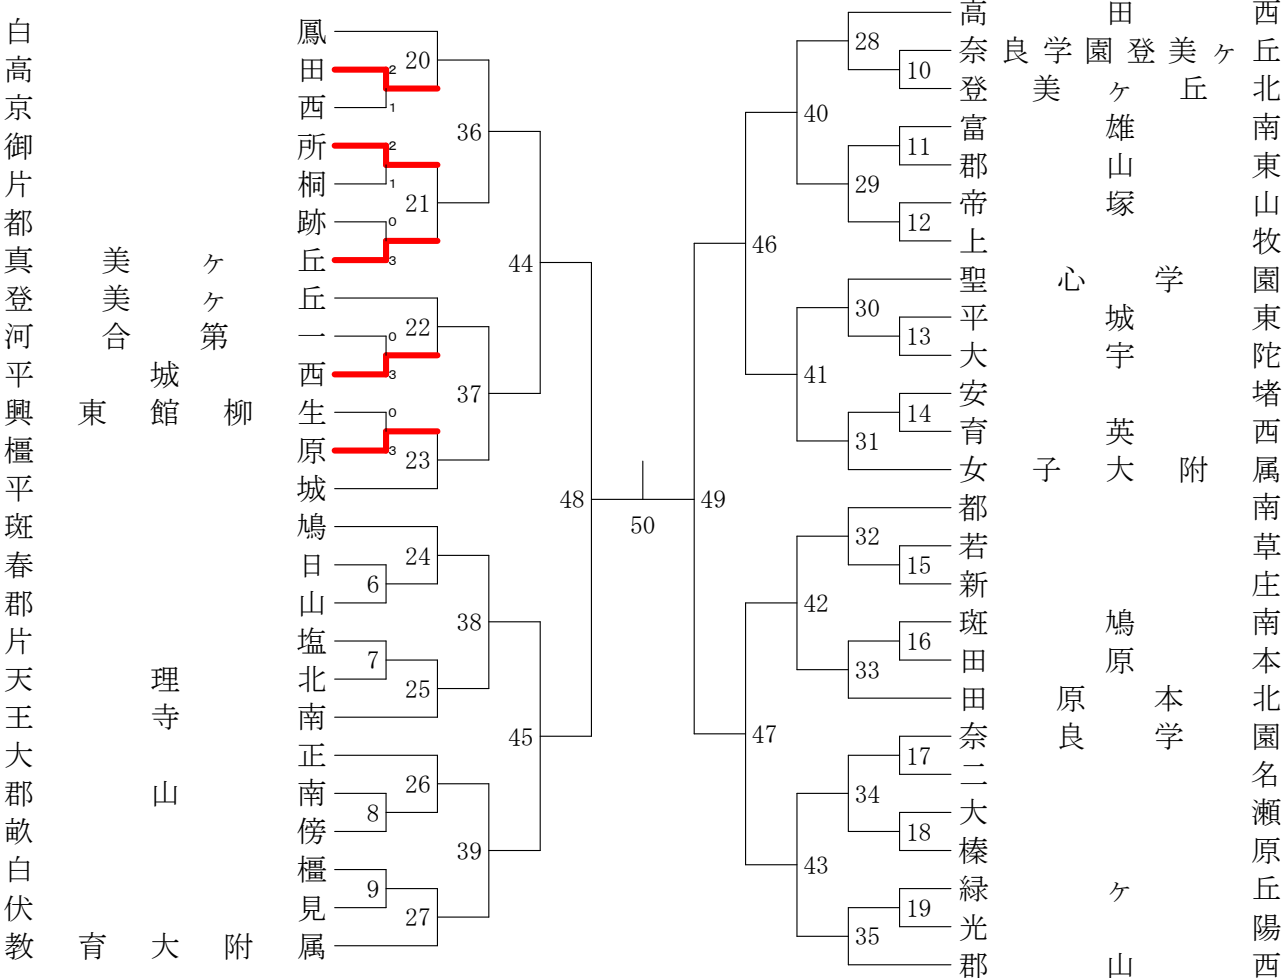 白鳳
高田
京西
御所
片桐
都跡
真美ヶ丘
登美ヶ丘
河合第一
平城西
興東館柳生
橿原
平城
斑鳩
春日
郡山
片塩
天理北
王寺南
大正
郡山南
畝傍
白橿
伏見
教育大附属
2
1
2
1
0
3
0
3
0
3
6
7
8
9
20
21
22
23
24
25
26
27
36
37
38
39
44
45
48
50
49
46
47
40
41
42
43
28
29
30
31
32
33
34
35
10
11
12
13
14
15
16
17
18
19
高田西
奈良学園登美ヶ丘
登美ヶ丘北
富雄南
郡山東
帝塚山
上牧
聖心学園
平城東
大宇陀
安堵
育英西
女子大附属
都南
若草
新庄
斑鳩南
田原本
田原本北
奈良学園
二名
大瀬
榛原
緑ヶ丘
光陽
郡山西